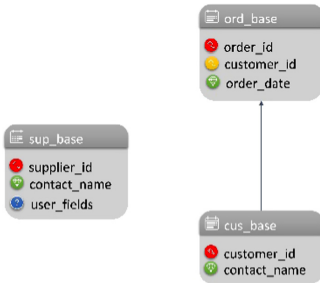 ord_base
order_id
customer_id
order_date
sup_base
supplier_id
contact_name
user_fields
cus_base
customer_id
contact_name